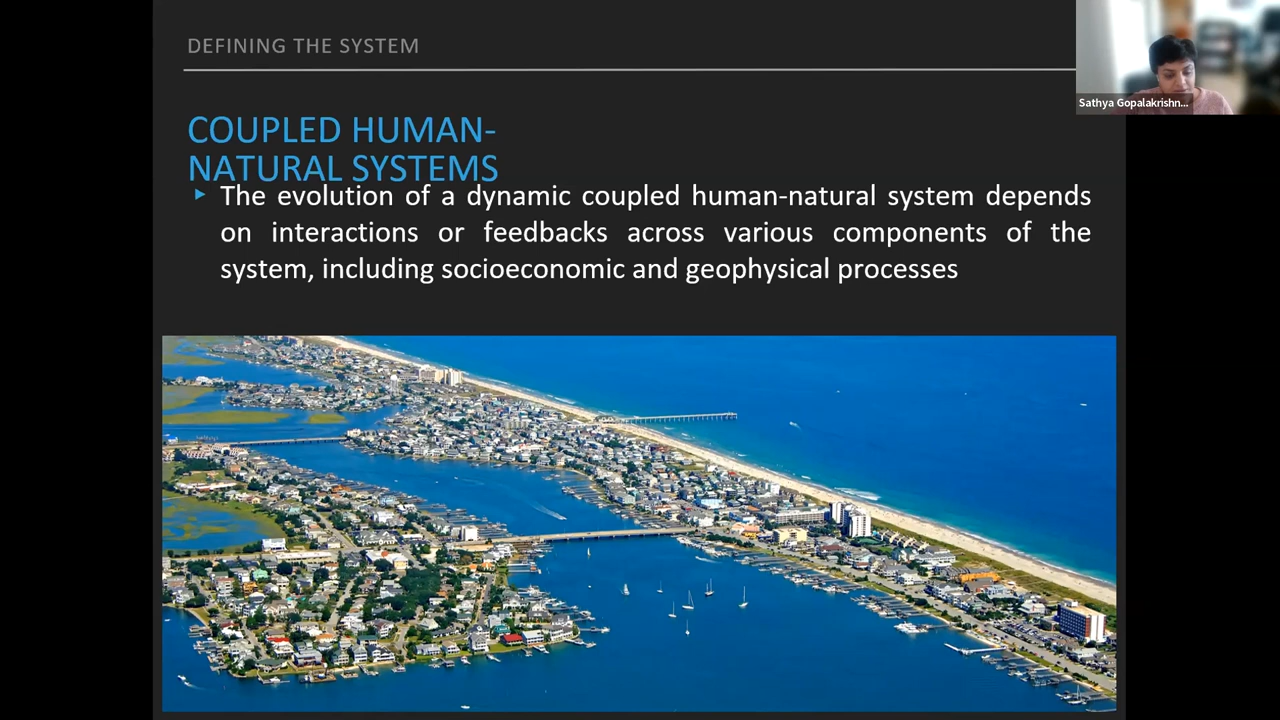 DEFINING THE SYSTEM
Sathya Gopalakrishn...
COUPLED HUMAN-
NATURAL SYSTEMS
The evolution of a dynamic coupled human-natural system depends
on interactions or feedbacks across various components of the
system, including socioeconomic and geophysical processes